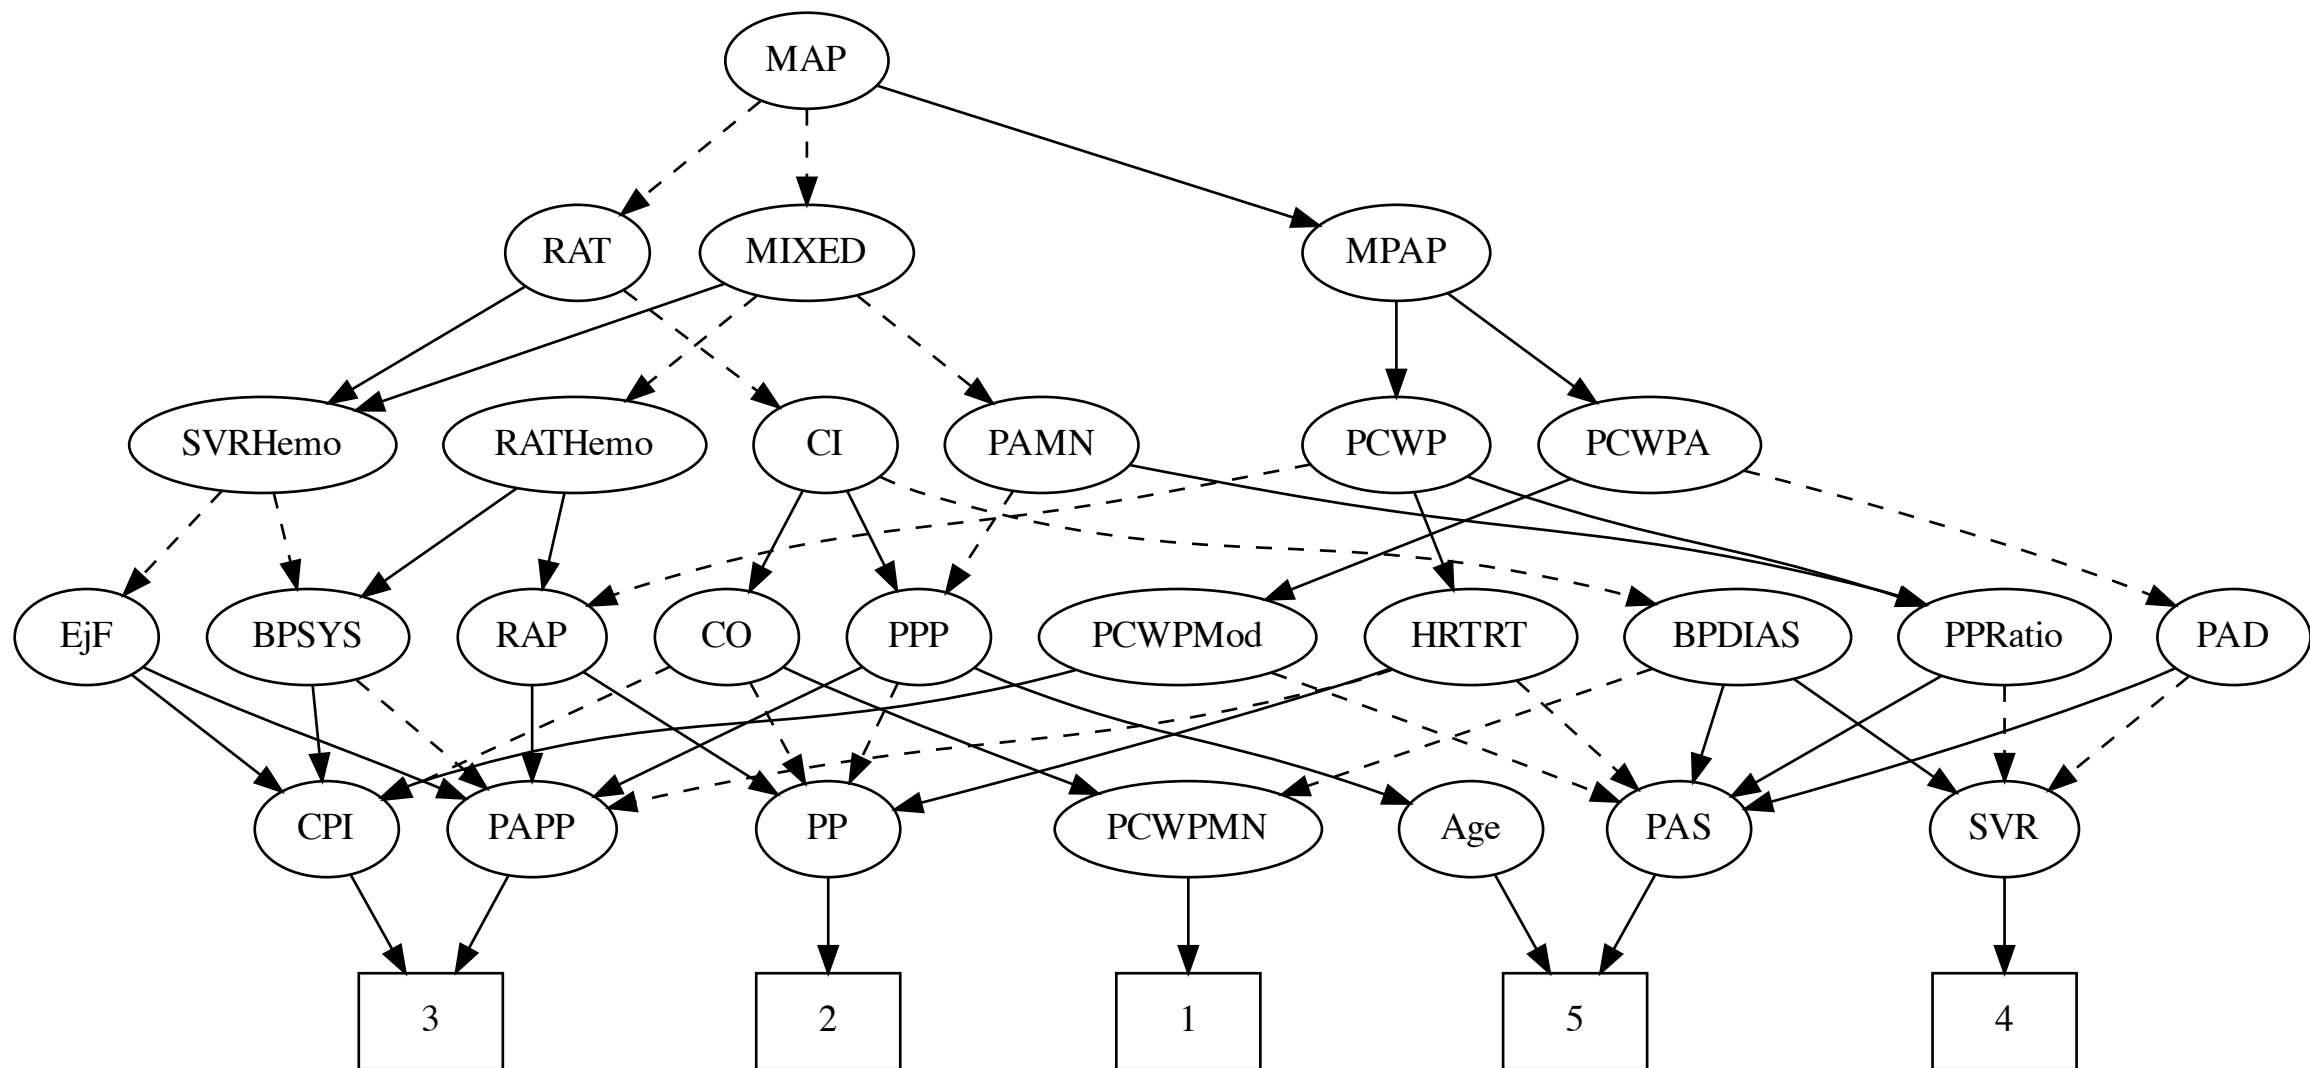 MAP
RAT
MIXED
MPAP
SVRHemo
RATHemo
CI
PAMN
PCWP
PCWPA
EjF
BPSYS
RAP
CO
PPP
PCWPMod
HRTRT
BPDIAS
PPRatio
PAD
CPI
PAPP
PP
PCWPMN
Age
PAS
SVR
3
2
1
5
4